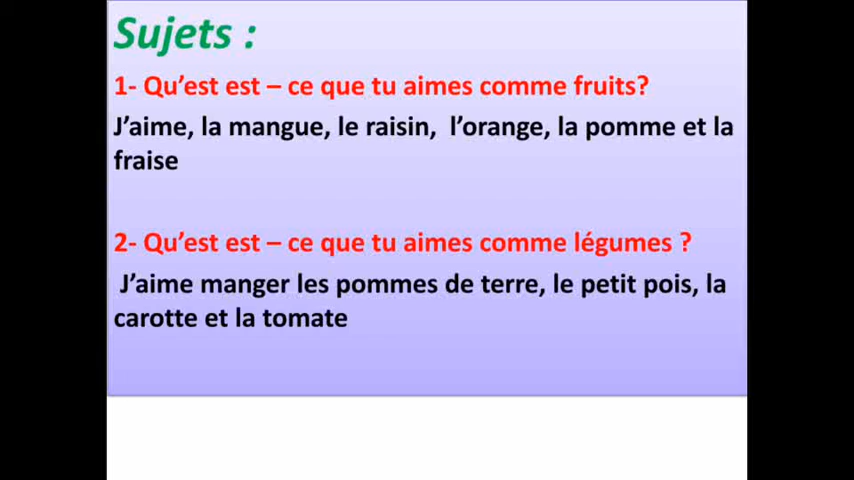 Sujets :
1- Qu’est est – ce que tu aimes comme fruits?
J’aime, la mangue, le raisin,  l’orange, la pomme et la
fraise
2- Qu’est est – ce que tu aimes comme légumes ?
J’aime manger les pommes de terre, le petit pois, la
carotte et la tomate